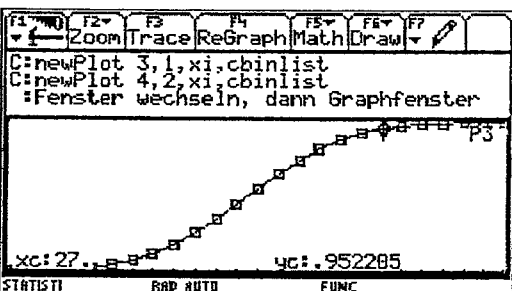 F1 F2 F3 F4 F5 F6 F7
Zoom Trace ReGraph Math Draw
C:newPlot 3,1,xi,cbinlist
C:newPlot 4,2,xi,cbinlist
:Fenster wechseln, dann Graphfenster
P3
xc:27. yc:.952285
STATISTI RAD AUTO FUNC